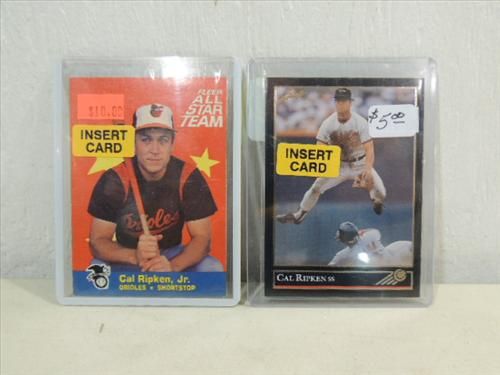 $10.00
FLEER
ALL
STAR
TEAM
INSERT
CARD
Orioles
Cal Ripken, Jr.
ORIOLES • SHORTSTOP
$5.00
INSERT
CARD
CAL RIPKEN SS